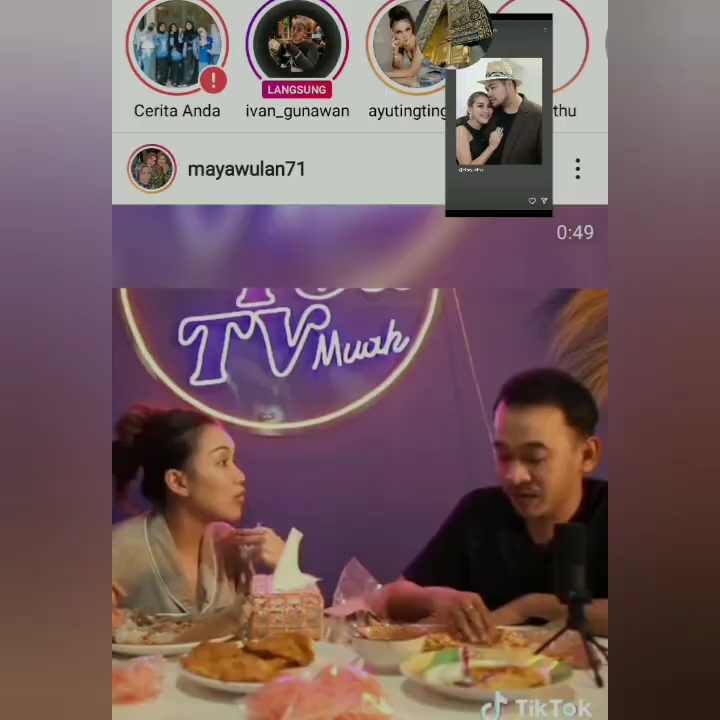 LANGSUNG
Cerita Anda
ivan_gunawan
ayutingting
thu
mayawulan71
0:49
TV
Muah
TikTok